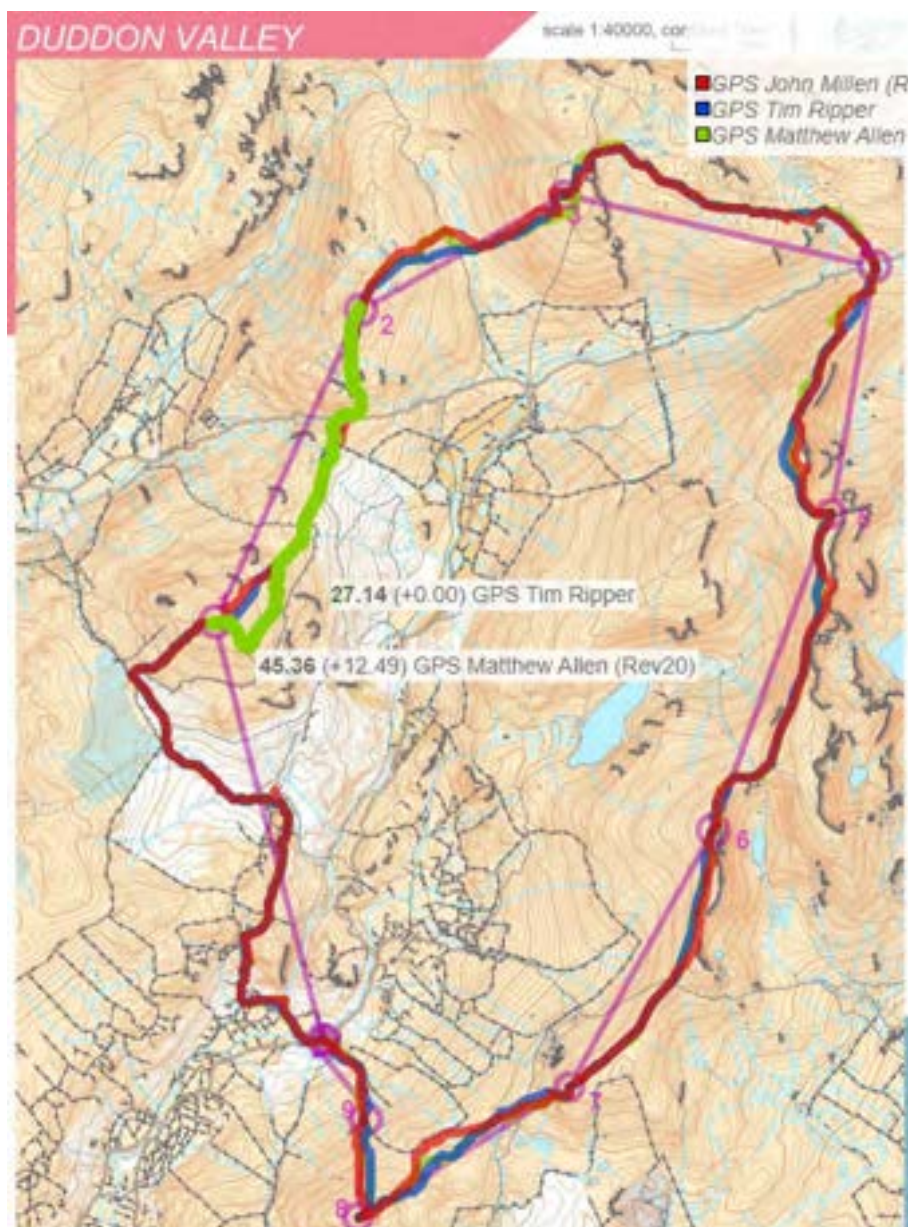 DUDDON VALLEY
scale 1:40000,
GPS John Millen (R
GPS Tim Ripper
GPS Matthew Allen
3
2
5
27.14 (+0.00) GPS Tim Ripper
45.36 (+12.49) GPS Matthew Allen (Rev20)
6
7
9
8